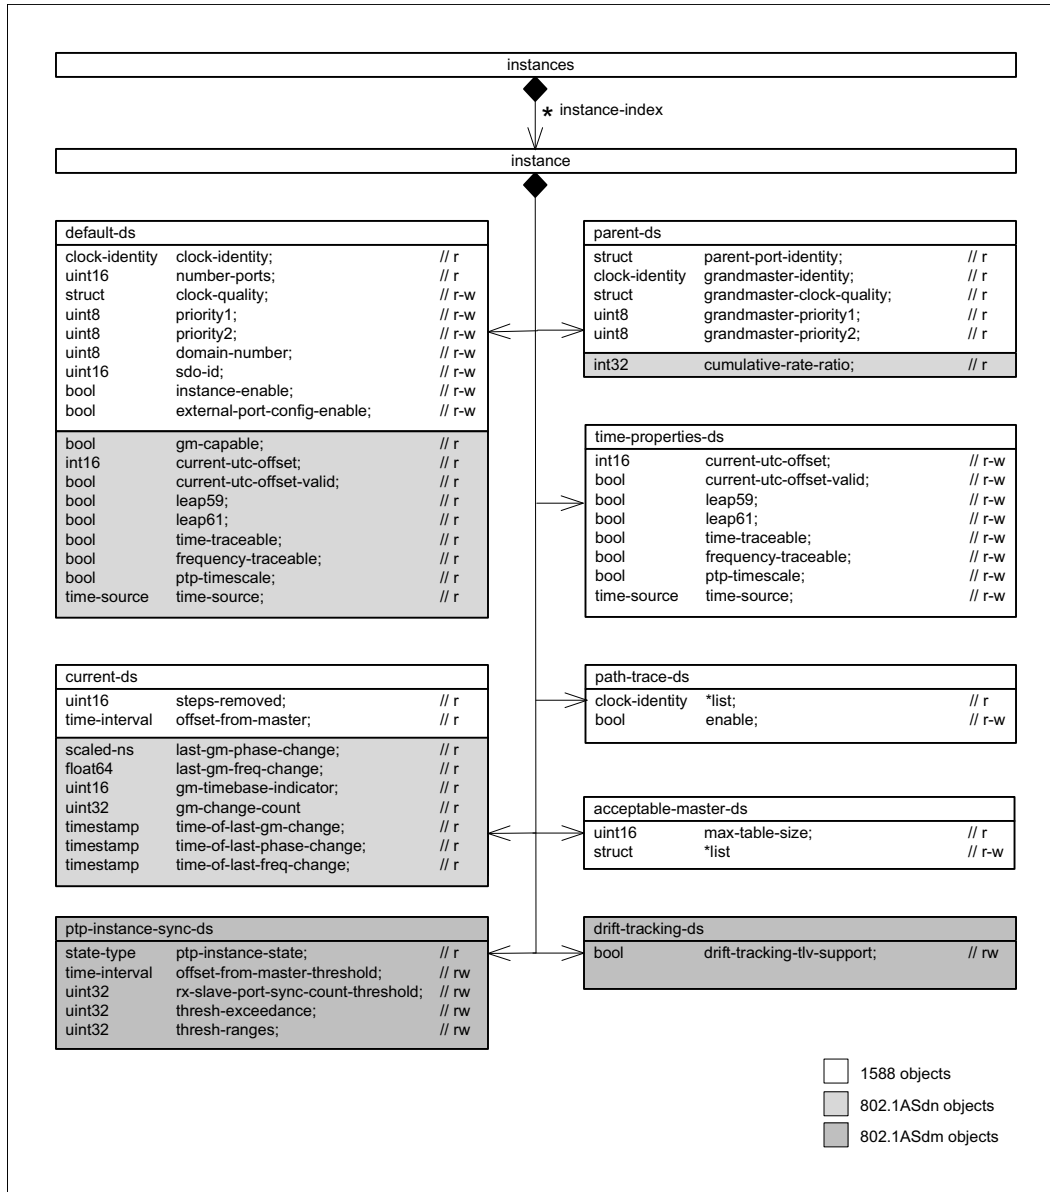 instances
* instance-index
instance
default-ds
clock-identity clock-identity; // r
uint16 number-ports; // r
struct clock-quality; // r-w
uint8 priority1; // r-w
uint8 priority2; // r-w
uint8 domain-number; // r-w
uint16 sdo-id; // r-w
bool instance-enable; // r-w
bool external-port-config-enable; // r-w
bool gm-capable; // r
int16 current-utc-offset; // r
bool current-utc-offset-valid; // r
bool leap59; // r
bool leap61; // r
bool time-traceable; // r
bool frequency-traceable; // r
bool ptp-timescale; // r
time-source time-source; // r
parent-ds
struct parent-port-identity; // r
clock-identity grandmaster-identity; // r
struct grandmaster-clock-quality; // r
uint8 grandmaster-priority1; // r
uint8 grandmaster-priority2; // r
int32 cumulative-rate-ratio; // r
time-properties-ds
int16 current-utc-offset; // r-w
bool current-utc-offset-valid; // r-w
bool leap59; // r-w
bool leap61; // r-w
bool time-traceable; // r-w
bool frequency-traceable; // r-w
bool ptp-timescale; // r-w
time-source time-source; // r-w
current-ds
uint16 steps-removed; // r
time-interval offset-from-master; // r
scaled-ns last-gm-phase-change; // r
float64 last-gm-freq-change; // r
uint16 gm-timebase-indicator; // r
uint32 gm-change-count // r
timestamp time-of-last-gm-change; // r
timestamp time-of-last-phase-change; // r
timestamp time-of-last-freq-change; // r
path-trace-ds
clock-identity *list; // r
bool enable; // r-w
acceptable-master-ds
uint16 max-table-size; // r
struct *list // r-w
ptp-instance-sync-ds
state-type ptp-instance-state; // r
time-interval offset-from-master-threshold; // rw
uint32 rx-slave-port-sync-count-threshold; // rw
uint32 thresh-exceedance; // rw
uint32 thresh-ranges; // rw
drift-tracking-ds
bool drift-tracking-tlv-support; // rw
1588 objects
802.1ASdn objects
802.1ASdm objects